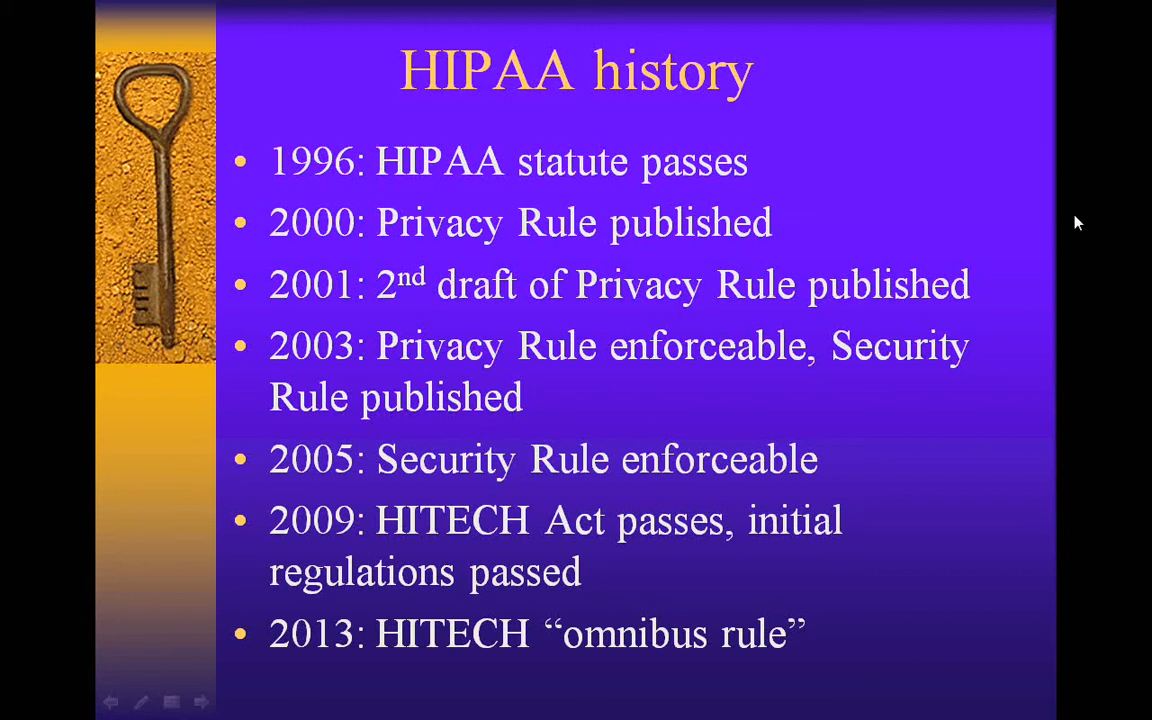 HIPAA history
• 1996: HIPAA statute passes
• 2000: Privacy Rule published
• 2001: 2nd draft of Privacy Rule published
• 2003: Privacy Rule enforceable, Security
Rule published
• 2005: Security Rule enforceable
• 2009: HITECH Act passes, initial
regulations passed
• 2013: HITECH “omnibus rule”